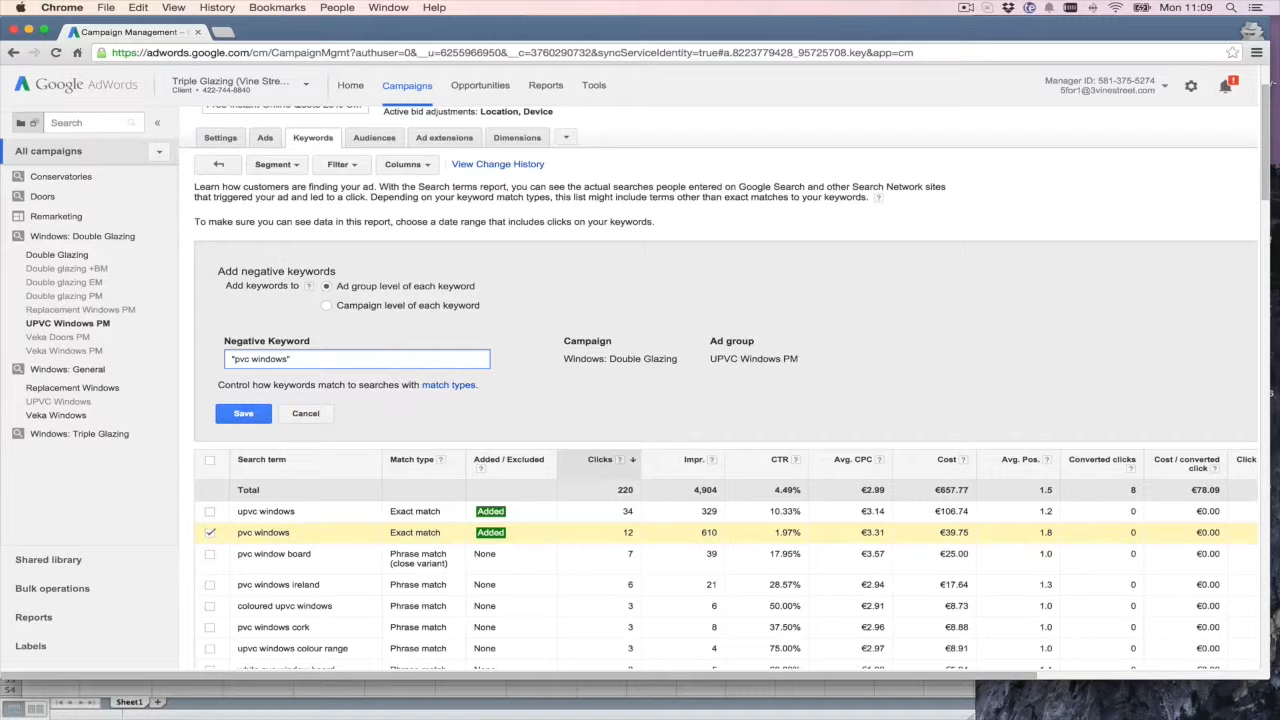 Chrome File Edit View History Bookmarks People Window Help Mon 11:09
Campaign Management –
https://adwords.google.com/cm/CampaignMgmt?authuser=0&__u=6255966950&__c=3760290732&syncServiceIdentity=true#a.8223779428_95725708.key&app=cm
Google AdWords
Triple Glazing (Vine Stre...
Client • 422-744-8840
Home Campaigns Opportunities Reports Tools
Manager ID: 581-375-5274
5for1@3vinestreet.com
Search
All campaigns
Conservatories
Doors
Remarketing
Windows: Double Glazing
Double Glazing
Double glazing +BM
Double glazing EM
Double glazing PM
Replacement Windows PM
UPVC Windows PM
Veka Doors PM
Veka Windows PM
Windows: General
Replacement Windows
UPVC Windows
Veka Windows
Windows: Triple Glazing
Shared library
Bulk operations
Reports
Labels
Active bid adjustments: Location, Device
Settings Ads Keywords Audiences Ad extensions Dimensions
Segment Filter Columns View Change History
Learn how customers are finding your ad. With the Search terms report, you can see the actual searches people entered on Google Search and other Search Network sites
that triggered your ad and led to a click. Depending on your keyword match types, this list might include terms other than exact matches to your keywords. ?
To make sure you can see data in this report, choose a date range that includes clicks on your keywords.
Add negative keywords
Add keywords to ? Ad group level of each keyword
Campaign level of each keyword
Negative Keyword Campaign Ad group
"pvc windows" Windows: Double Glazing UPVC Windows PM
Control how keywords match to searches with match types.
Save Cancel
Search term Match type ? Added / Excluded ? Clicks ? Impr. ? CTR ? Avg. CPC ? Cost ? Avg. Pos. ? Converted clicks ? Cost / converted click ? Click
Total 220 4,904 4.49% €2.99 €657.77 1.5 8 €78.09
upvc windows Exact match Added 34 329 10.33% €3.14 €106.74 1.2 0 €0.00
pvc windows Exact match Added 12 610 1.97% €3.31 €39.75 1.8 0 €0.00
pvc window board Phrase match (close variant) None 7 39 17.95% €3.57 €25.00 1.0 0 €0.00
pvc windows ireland Phrase match None 6 21 28.57% €2.94 €17.64 1.3 0 €0.00
coloured upvc windows Phrase match None 3 6 50.00% €2.91 €8.73 1.0 0 €0.00
pvc windows cork Phrase match None 3 8 37.50% €2.96 €8.88 1.0 0 €0.00
upvc windows colour range Phrase match None 3 4 75.00% €2.97 €8.91 1.0 0 €0.00
54
Sheet1